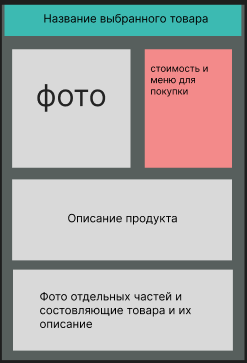 Название выбранного товара
фото
стоимость и
меню для
покупки
Описание продукта
Фото отдельных частей и
состовляющие товара и их
описание